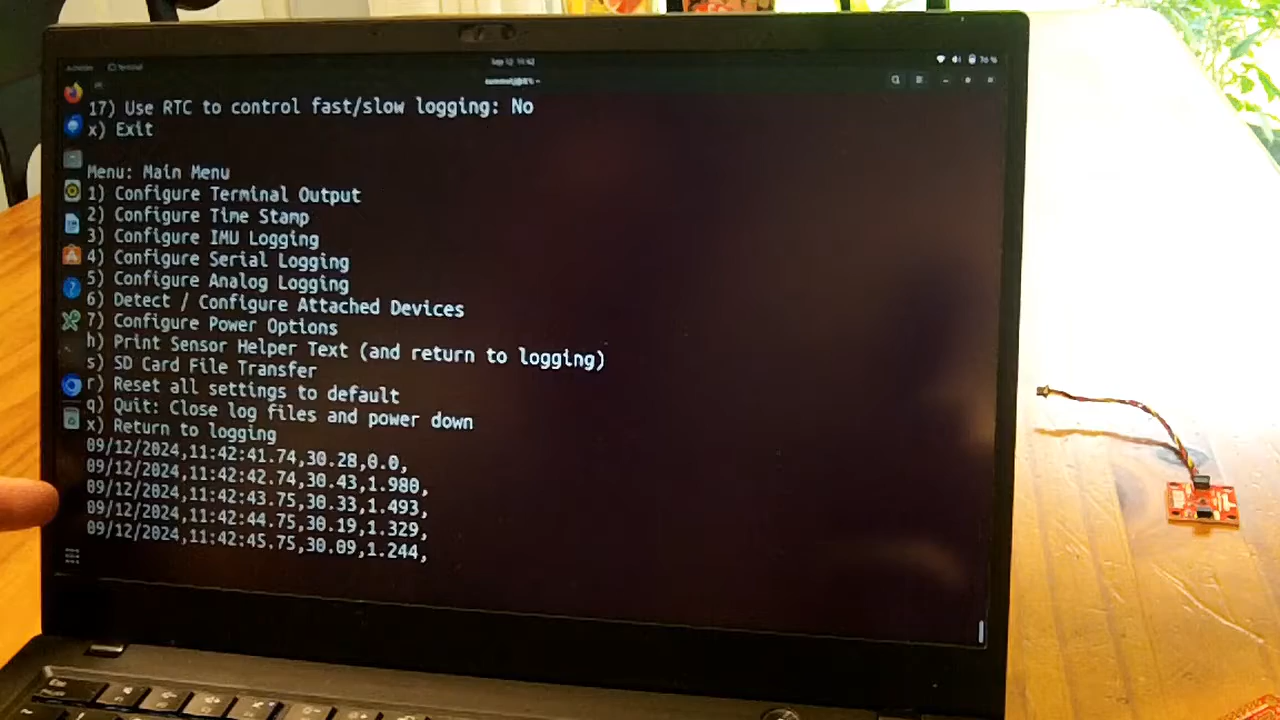 Terminal
76 %
17) Use RTC to control fast/slow logging: No
x) Exit
Menu: Main Menu
1) Configure Terminal Output
2) Configure Time Stamp
3) Configure IMU Logging
4) Configure Serial Logging
5) Configure Analog Logging
6) Detect / Configure Attached Devices
7) Configure Power Options
h) Print Sensor Helper Text (and return to logging)
s) SD Card File Transfer
r) Reset all settings to default
q) Quit: Close log files and power down
x) Return to logging
09/12/2024,11:42:41.74,30.28,0.0,
09/12/2024,11:42:42.74,30.43,1.980,
09/12/2024,11:42:43.75,30.33,1.493,
09/12/2024,11:42:44.75,30.19,1.329,
09/12/2024,11:42:45.75,30.09,1.244,